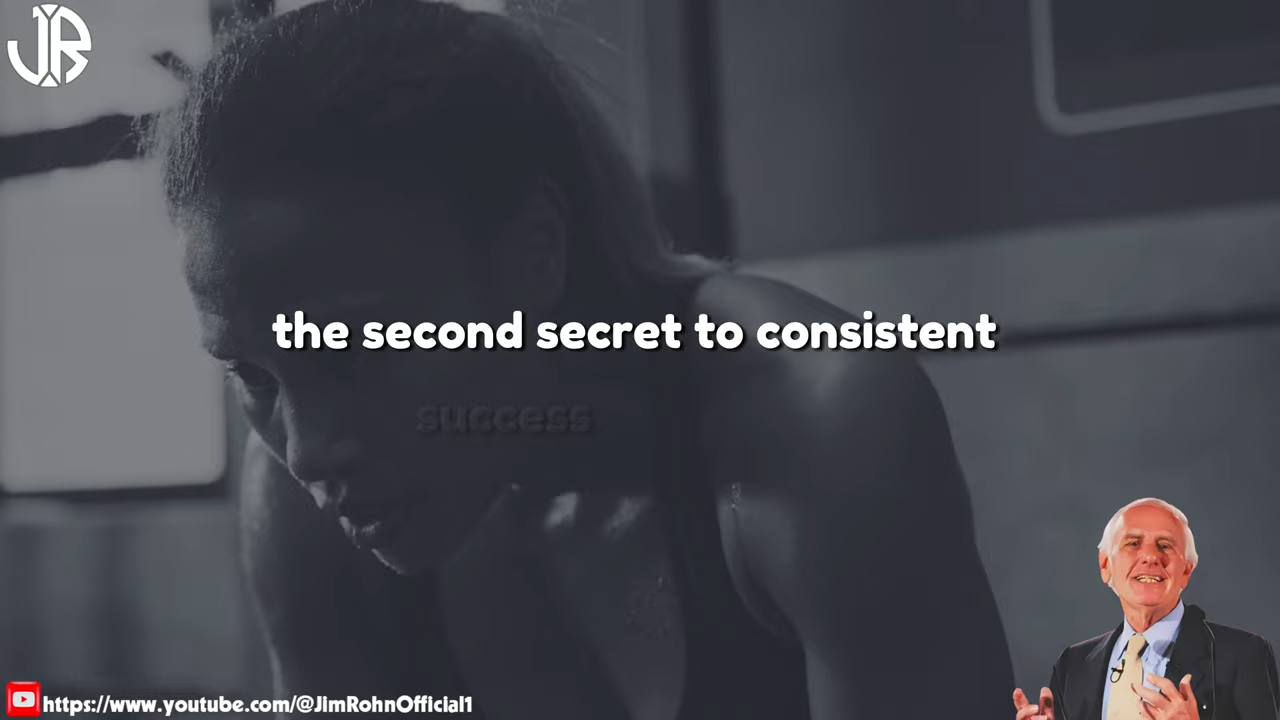 JR
the second secret to consistent
success
https://www.youtube.com/@JimRohnOfficial1